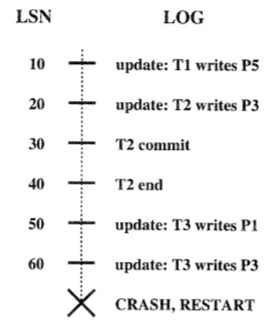 LSN LOG
10 update: T1 writes P5
20 update: T2 writes P3
30 T2 commit
40 T2 end
50 update: T3 writes P1
60 update: T3 writes P3
CRASH, RESTART